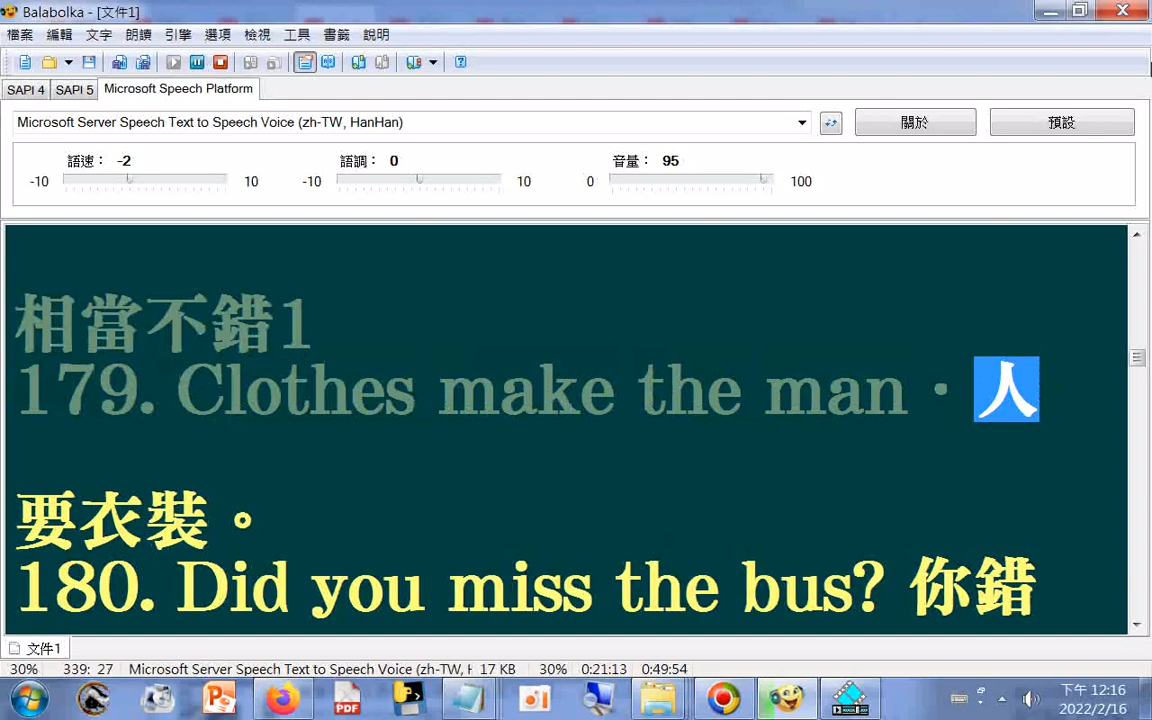 Balabolka - [文件1]
檔案 編輯 文字 朗讀 引擎 選項 檢視 工具 書籤 說明
SAPI 4 SAPI 5 Microsoft Speech Platform
Microsoft Server Speech Text to Speech Voice (zh-TW, HanHan) 關於 預設
語速： -2 語調： 0 音量： 95
-10 10 -10 10 0 100
相當不錯1
179. Clothes make the man．人
要衣裝。
180. Did you miss the bus? 你錯
文件1
30% 339: 27 Microsoft Server Speech Text to Speech Voice (zh-TW, H 17 KB 30% 0:21:13 0:49:54
下午 12:16
2022/2/16